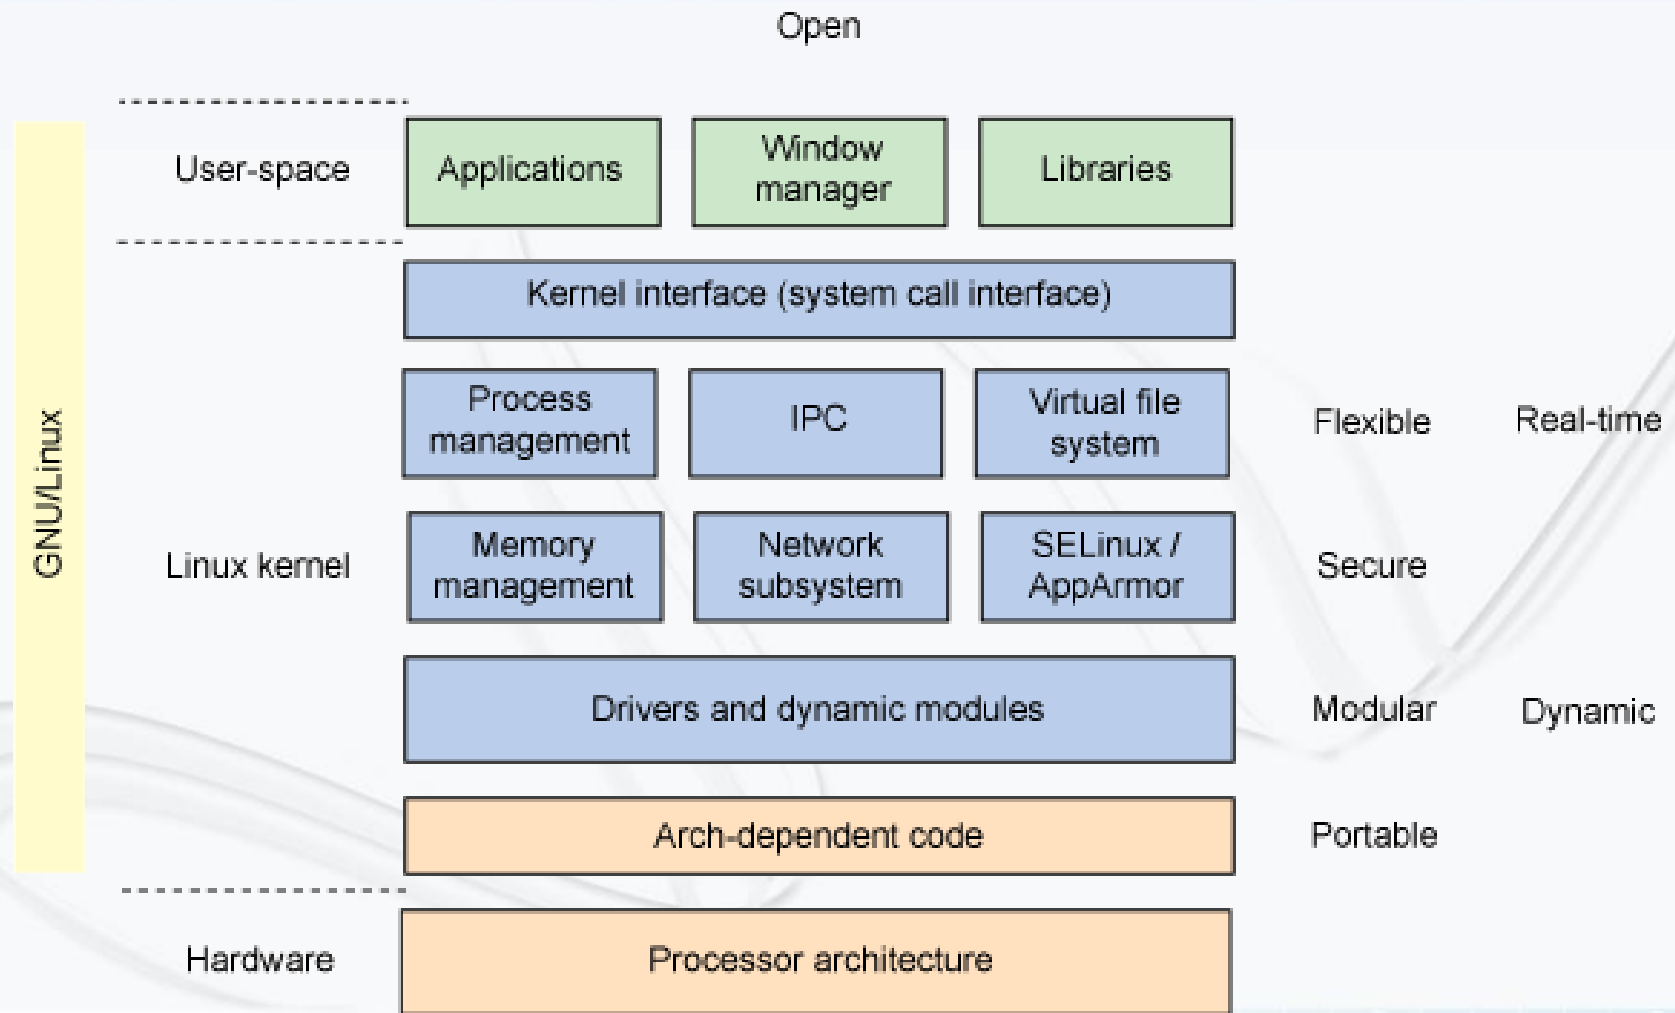 Open
GNU/Linux
User-space
Applications
Window
manager
Libraries
Kernel interface (system call interface)
Process
management
IPC
Virtual file
system
Flexible
Real-time
Linux kernel
Memory
management
Network
subsystem
SELinux /
AppArmor
Secure
Drivers and dynamic modules
Modular
Dynamic
Arch-dependent code
Portable
Hardware
Processor architecture